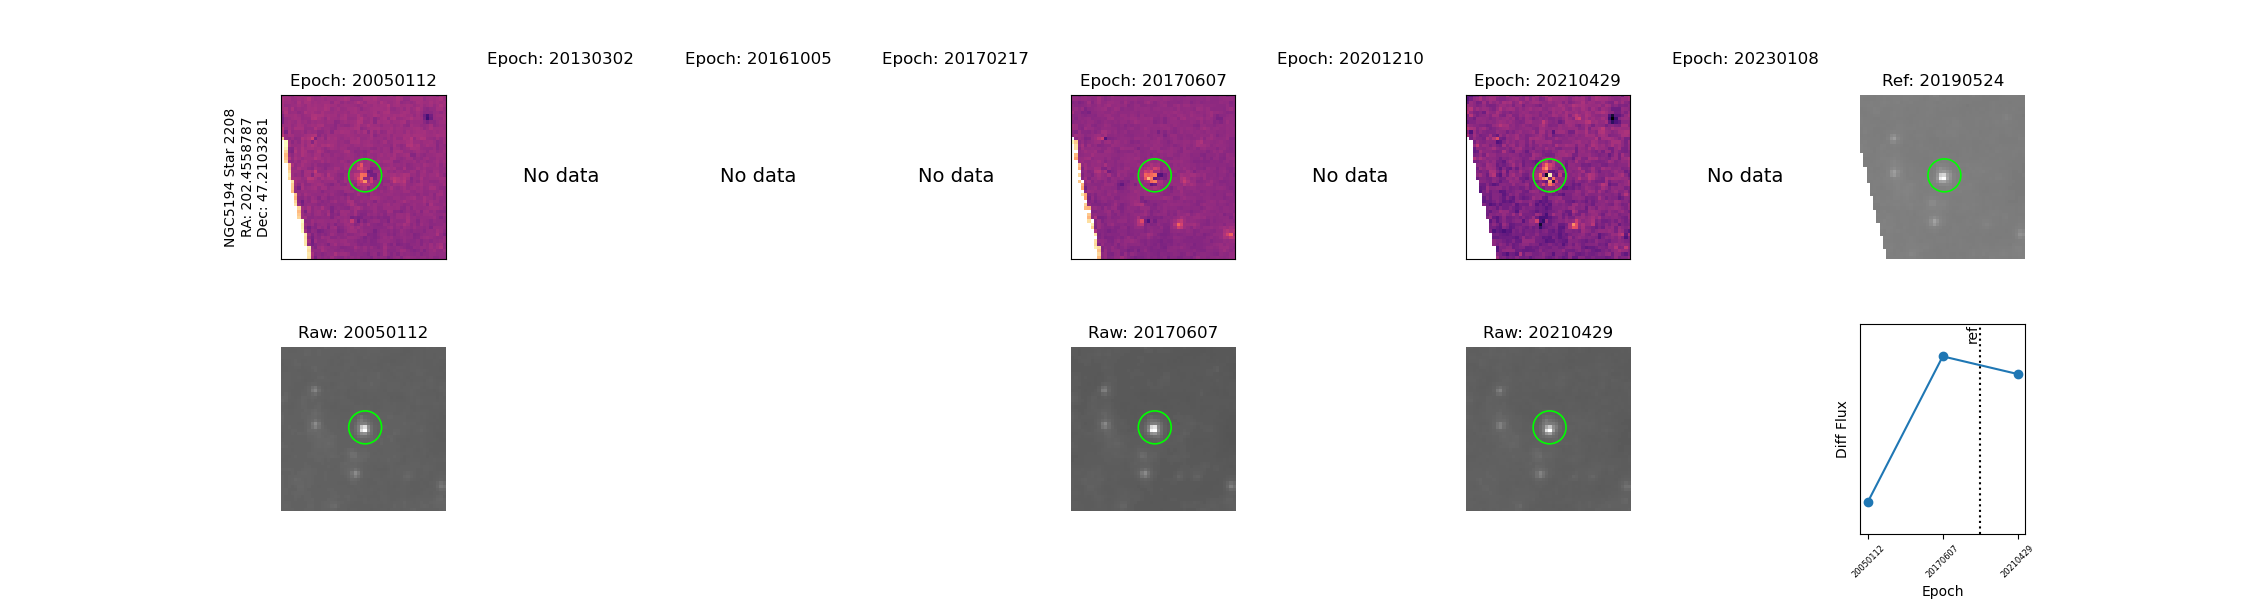 Epoch: 20130302
Epoch: 20161005
Epoch: 20170217
Epoch: 20201210
Epoch: 20230108
Epoch: 20050112
Epoch: 20170607
Epoch: 20210429
Ref: 20190524
NGC5194 Star 2208
RA: 202.4558787
Dec: 47.2103281
No data
No data
No data
No data
No data
Raw: 20050112
Raw: 20170607
Raw: 20210429
ref
Diff Flux
20050112
20170607
20210429
Epoch